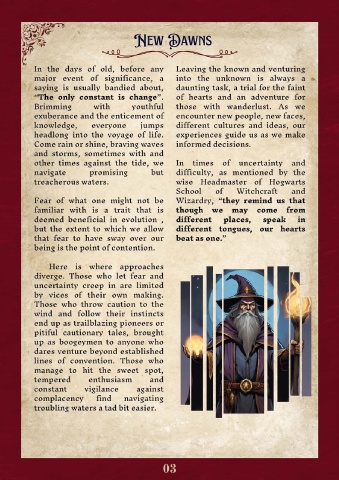 New Dawns
In the days of old, before any
major event of significance, a
saying is usually bandied about,
"The only constant is change".
Brimming with youthful
exuberance and the enticement of
knowledge, everyone jumps
headlong into the voyage of life.
Come rain or shine, braving waves
and storms, sometimes with and
other times against the tide, we
navigate promising but
treacherous waters.
Fear of what one might not be
familiar with is a trait that is
deemed beneficial in evolution ,
but the extent to which we allow
that fear to have sway over our
being is the point of contention.
Here is where approaches
diverge. Those who let fear and
uncertainty creep in are limited
by vices of their own making.
Those who throw caution to the
wind and follow their instincts
end up as trailblazing pioneers or
pitiful cautionary tales, brought
up as boogeymen to anyone who
dares venture beyond established
lines of convention. Those who
manage to hit the sweet spot,
tempered enthusiasm and
constant vigilance against
complacency find navigating
troubling waters a tad bit easier.
Leaving the known and venturing
into the unknown is always a
daunting task, a trial for the faint
of hearts and an adventure for
those with wanderlust. As we
encounter new people, new faces,
different cultures and ideas, our
experiences guide us as we make
informed decisions.
In times of uncertainty and
difficulty, as mentioned by the
wise Headmaster of Hogwarts
School of Witchcraft and
Wizardry, "they remind us that
though we may come from
different places, speak in
different tongues, our hearts
beat as one."
03